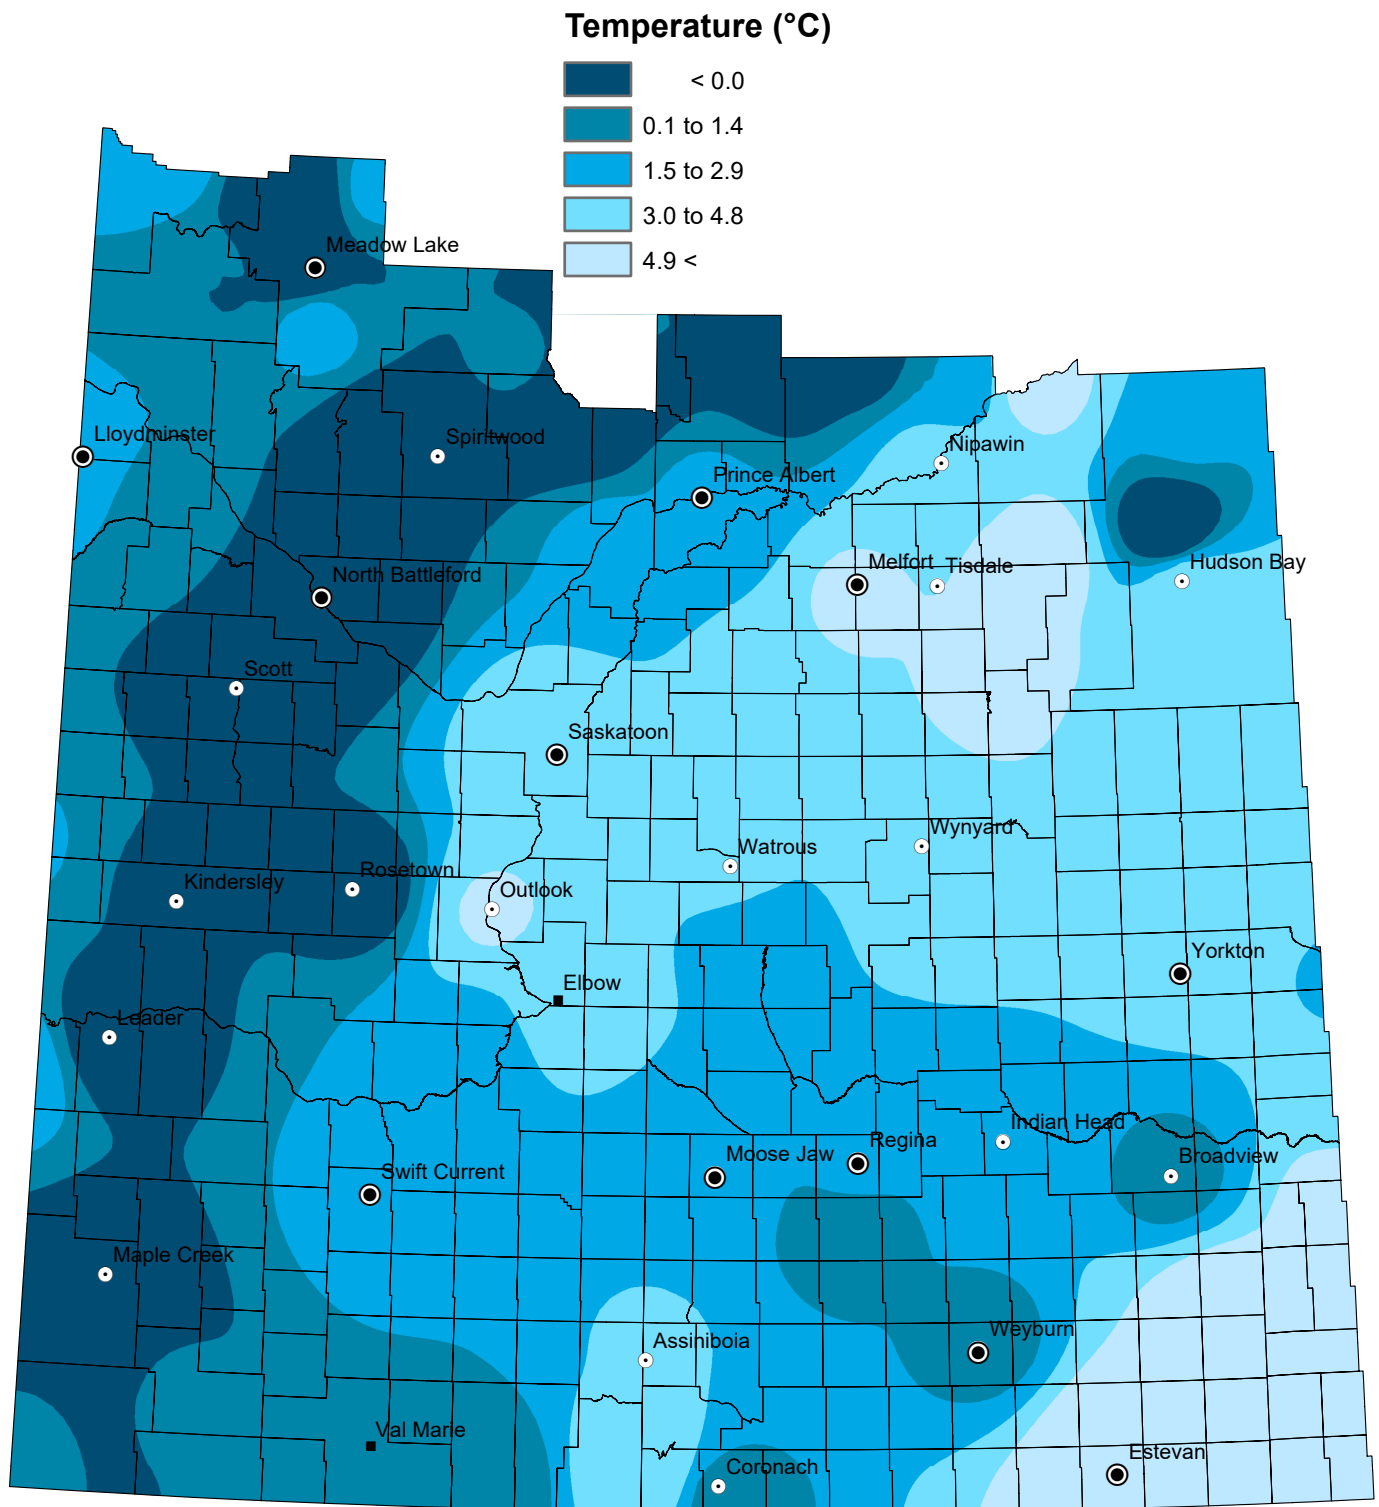 Temperature (°C)
< 0.0
0.1 to 1.4
1.5 to 2.9
3.0 to 4.8
4.9 <
Meadow Lake
Lloydminster
Spiritwood
Nipawin
Prince Albert
Melfort
Tisdale
Hudson Bay
North Battleford
Scott
Saskatoon
Wynyard
Watrous
Rosetown
Kindersley
Outlook
Yorkton
Elbow
Leader
Indian Head
Regina
Moose Jaw
Broadview
Swift Current
Maple Creek
Weyburn
Assiniboia
Val Marie
Estevan
Coronach